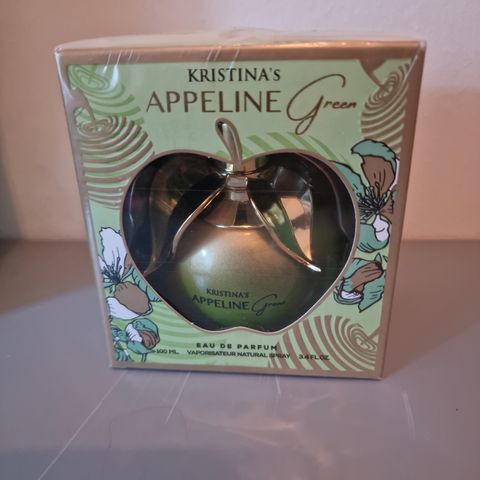 KRISTINA'S
APPELINE Green
KRISTINA'S
APPELINE Green
EAU DE PARFUM
100 ML. VAPORISATEUR NATURAL SPRAY 3.4 FL.OZ.